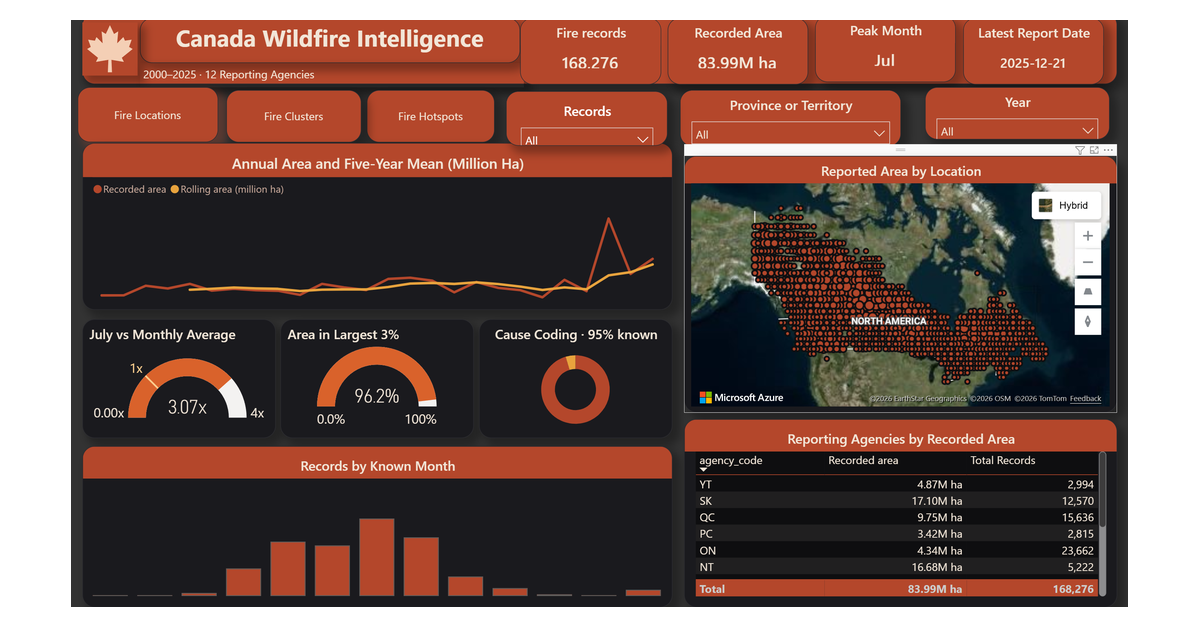 Canada Wildfire Intelligence
2000–2025 · 12 Reporting Agencies
Fire records
168.276
Recorded Area
83.99M ha
Peak Month
Jul
Latest Report Date
2025-12-21
Fire Locations
Fire Clusters
Fire Hotspots
Records
All
Province or Territory
All
Year
All
Annual Area and Five-Year Mean (Million Ha)
Recorded area Rolling area (million ha)
Reported Area by Location
Hybrid
NORTH AMERICA
Microsoft Azure
©2026 EarthStar Geographics ©2026 OSM ©2026 TomTom Feedback
July vs Monthly Average
1x
0.00x
3.07x
4x
Area in Largest 3%
96.2%
0.0%
100%
Cause Coding · 95% known
Records by Known Month
Reporting Agencies by Recorded Area
agency_code Recorded area Total Records
YT 4.87M ha 2,994
SK 17.10M ha 12,570
QC 9.75M ha 15,636
PC 3.42M ha 2,815
ON 4.34M ha 23,662
NT 16.68M ha 5,222
Total 83.99M ha 168,276